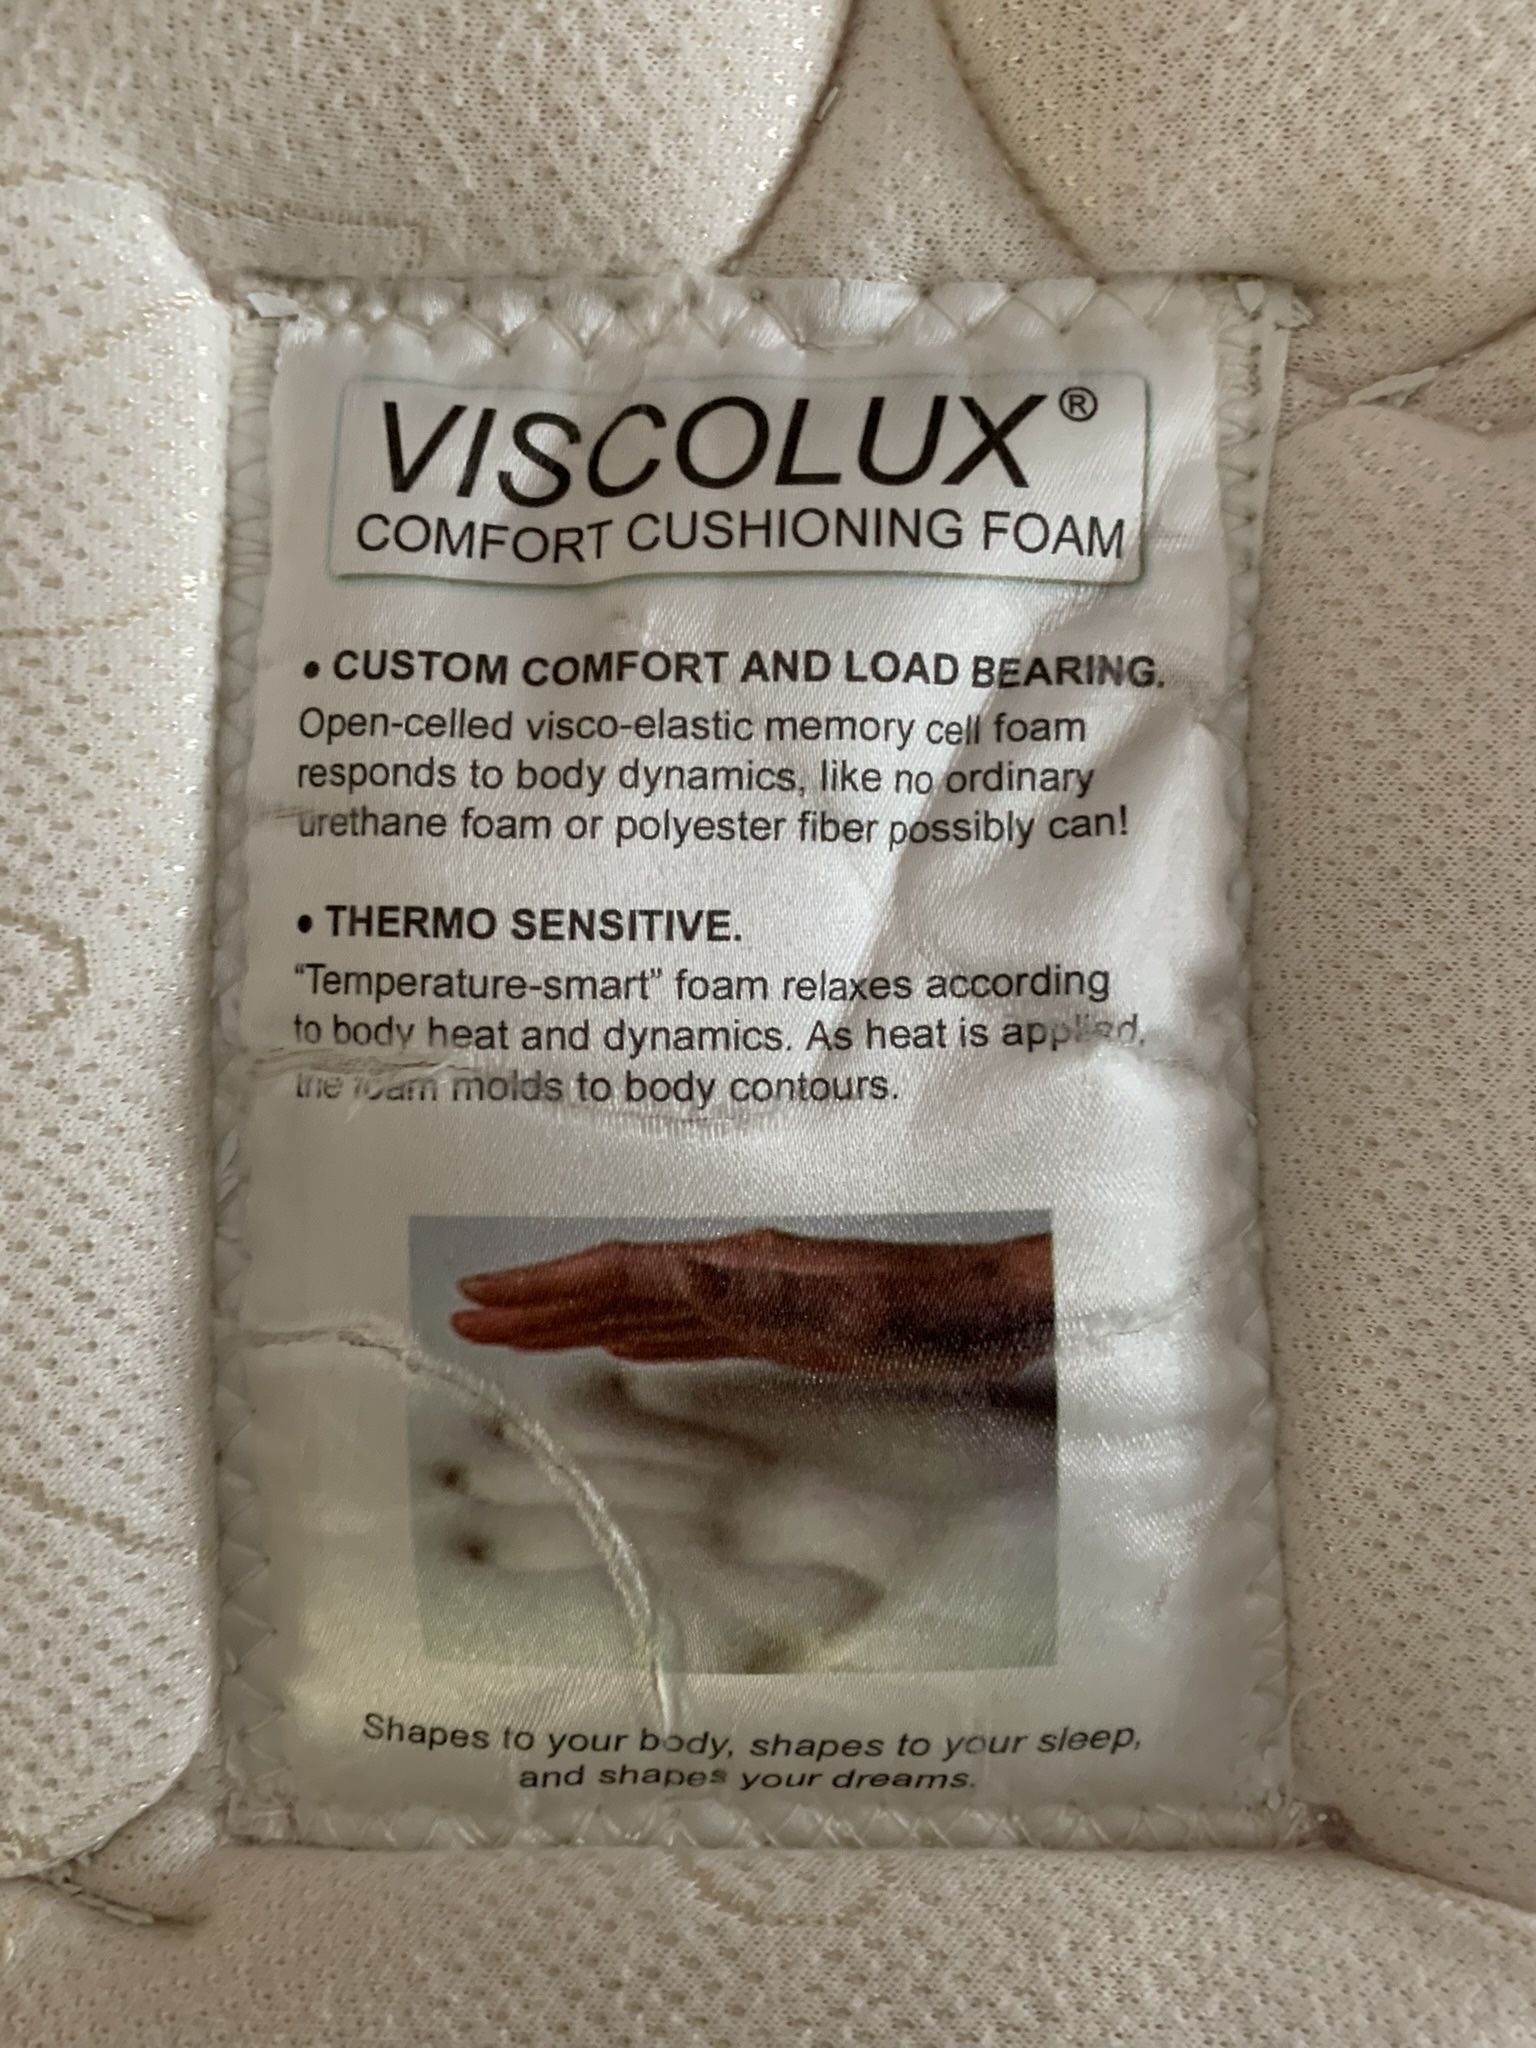 VISCOLUX®
COMFORT CUSHIONING FOAM
• CUSTOM COMFORT AND LOAD BEARING.
Open-celled visco-elastic memory cell foam
responds to body dynamics, like no ordinary
urethane foam or polyester fiber possibly can!
• THERMO SENSITIVE.
“Temperature-smart” foam relaxes according
to body heat and dynamics. As heat is applied,
the foam molds to body contours.
Shapes to your body, shapes to your sleep,
and shapes your dreams.